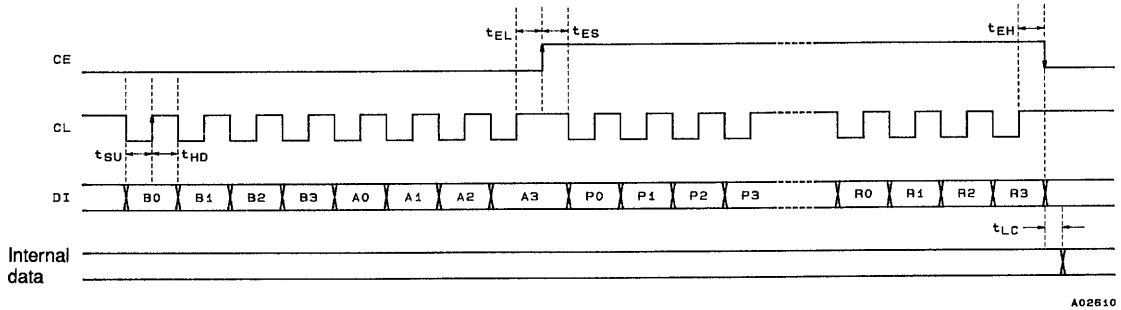 tEL tES tEH
CE
CL
tSU tHD
DI B0 B1 B2 B3 A0 A1 A2 A3 P0 P1 P2 P3 R0 R1 R2 R3
tLC
Internal
data
A02610